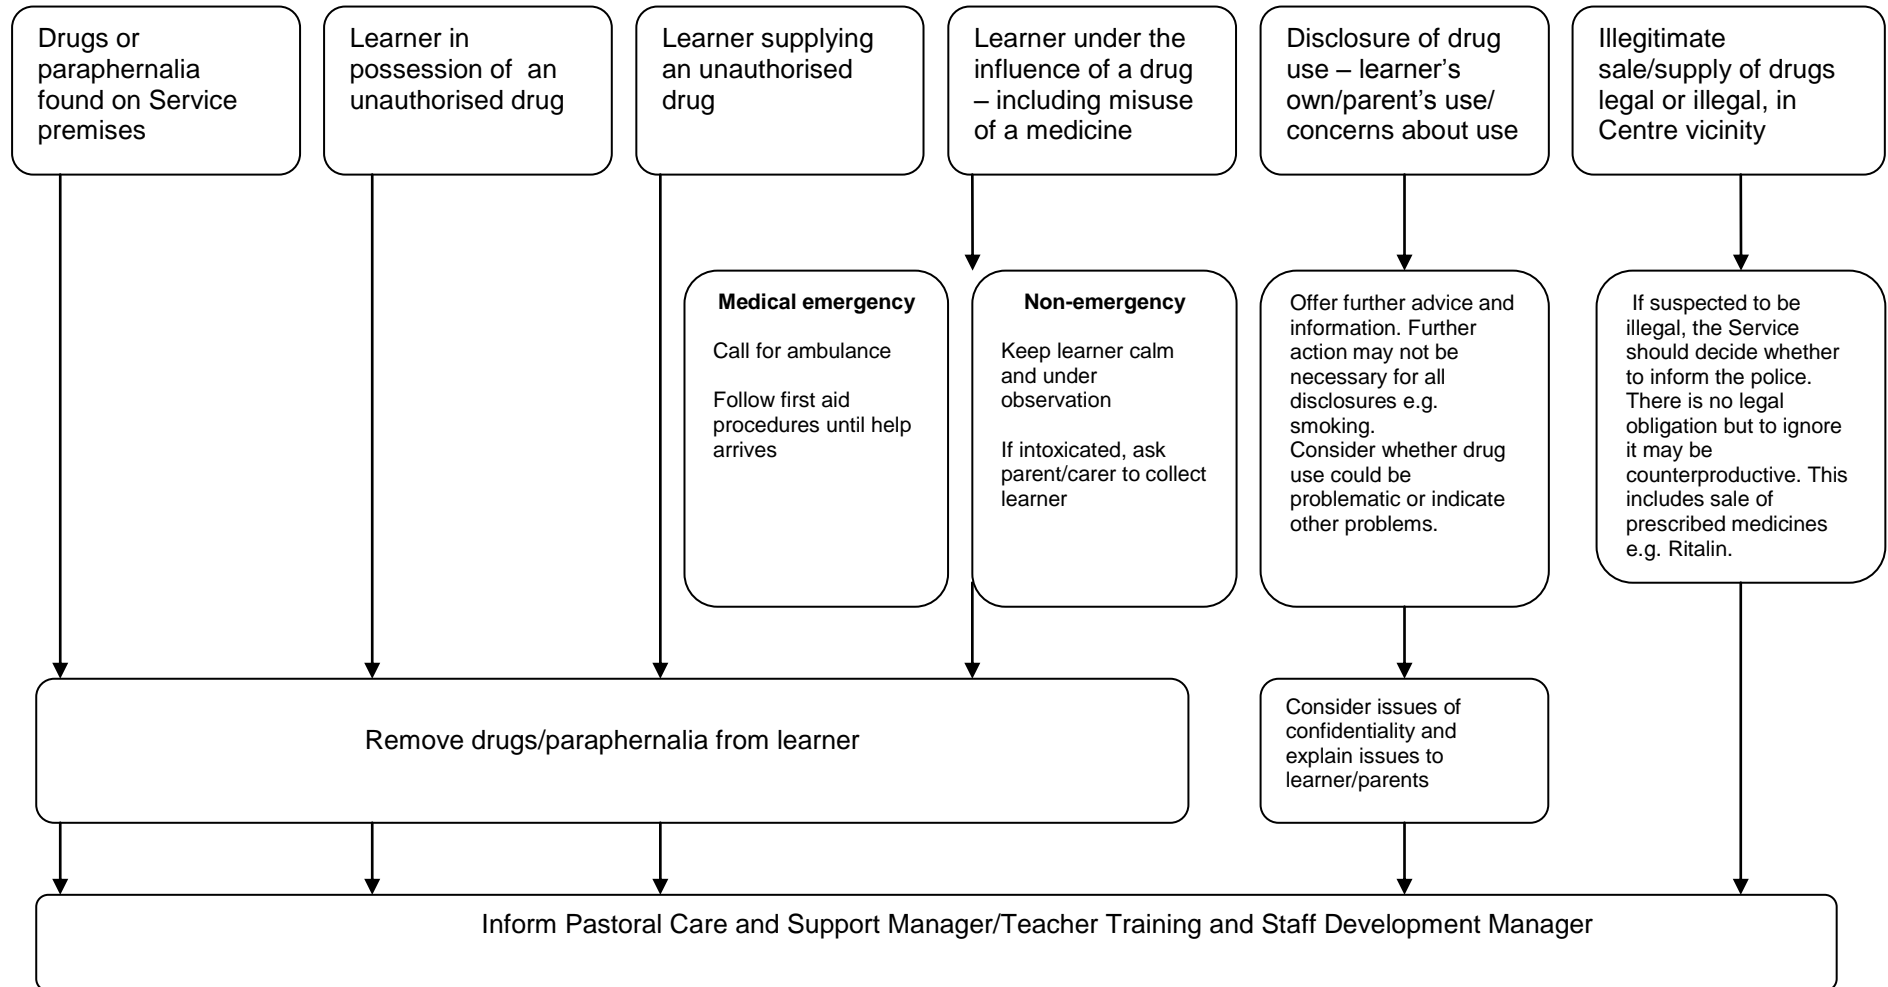 Drugs or
paraphernalia
found on Service
premises
Learner in
possession of  an
unauthorised drug
Learner supplying
an unauthorised
drug
Learner under the
influence of a drug
– including misuse
of a medicine
Disclosure of drug
use – learner’s
own/parent’s use/
concerns about use
Illegitimate
sale/supply of drugs
legal or illegal, in
Centre vicinity
Medical emergency
Call for ambulance
Follow first aid
procedures until help
arrives
Non-emergency
Keep learner calm
and under
observation
If intoxicated, ask
parent/carer to collect
learner
Offer further advice and
information. Further
action may not be
necessary for all
disclosures e.g.
smoking.
Consider whether drug
use could be
problematic or indicate
other problems.
If suspected to be
illegal, the Service
should decide whether
to inform the police.
There is no legal
obligation but to ignore
it may be
counterproductive. This
includes sale of
prescribed medicines
e.g. Ritalin.
Remove drugs/paraphernalia from learner
Consider issues of
confidentiality and
explain issues to
learner/parents
Inform Pastoral Care and Support Manager/Teacher Training and Staff Development Manager